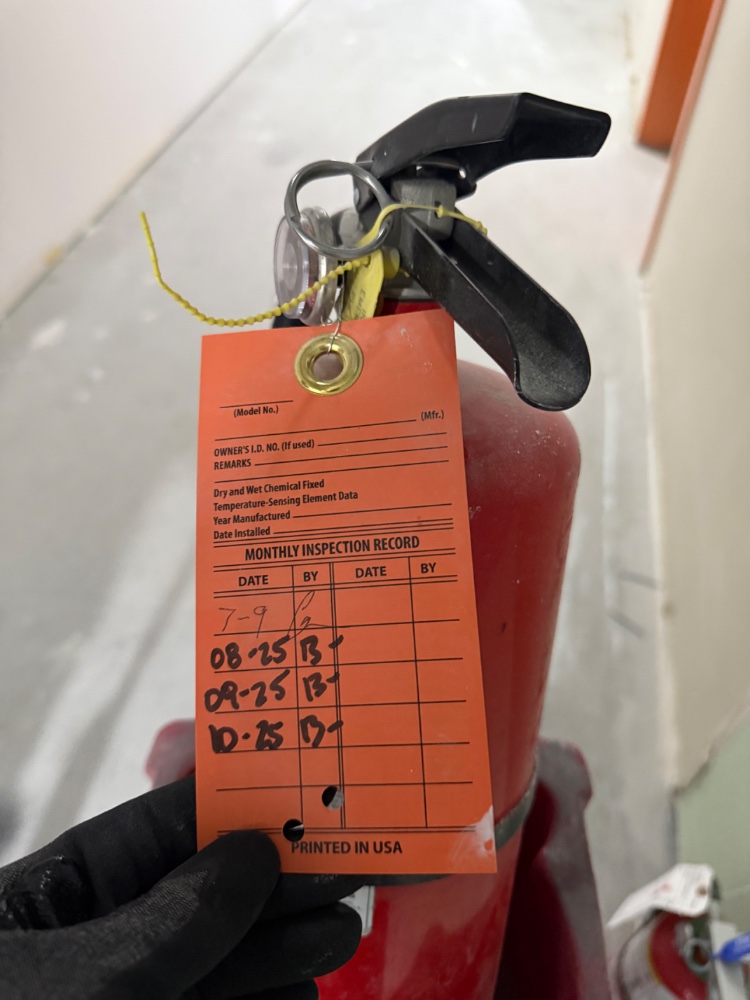 (Model No.)
(Mfr.)
OWNER'S I.D. NO. (If used)
REMARKS
Dry and Wet Chemical Fixed
Temperature-Sensing Element Data
Year Manufactured
Date Installed
MONTHLY INSPECTION RECORD
DATE BY DATE BY
7-9
08-25 B-
09-25 B-
10-25 B-
PRINTED IN USA